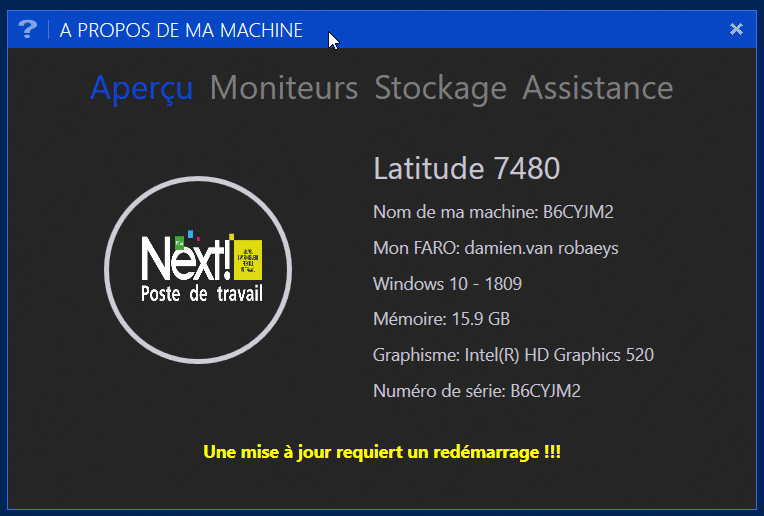 ? A PROPOS DE MA MACHINE
Aperçu Moniteurs Stockage Assistance
Latitude 7480
Nom de ma machine: B6CYJM2
Mon FARO: damien.van robaeys
Windows 10 - 1809
Mémoire: 15.9 GB
Graphisme: Intel(R) HD Graphics 520
Numéro de série: B6CYJM2
Next!
Poste de travail
Une mise à jour requiert un redémarrage !!!